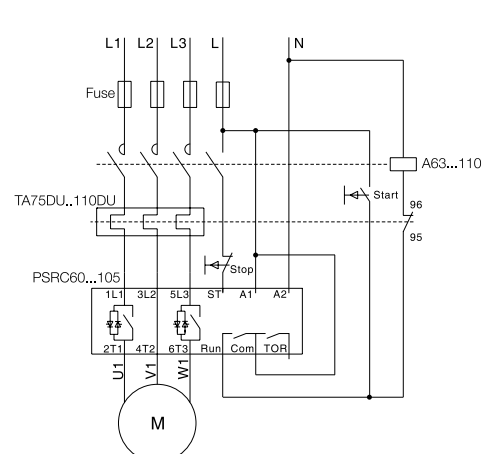 L1 L2 L3 L N
Fuse
A63...110
Start
TA75DU..110DU
96
95
Stop
PSRC60...105
1L1 3L2 5L3 ST A1 A2
2T1 4T2 6T3 Run Com TOR
U1 V1 W1
M